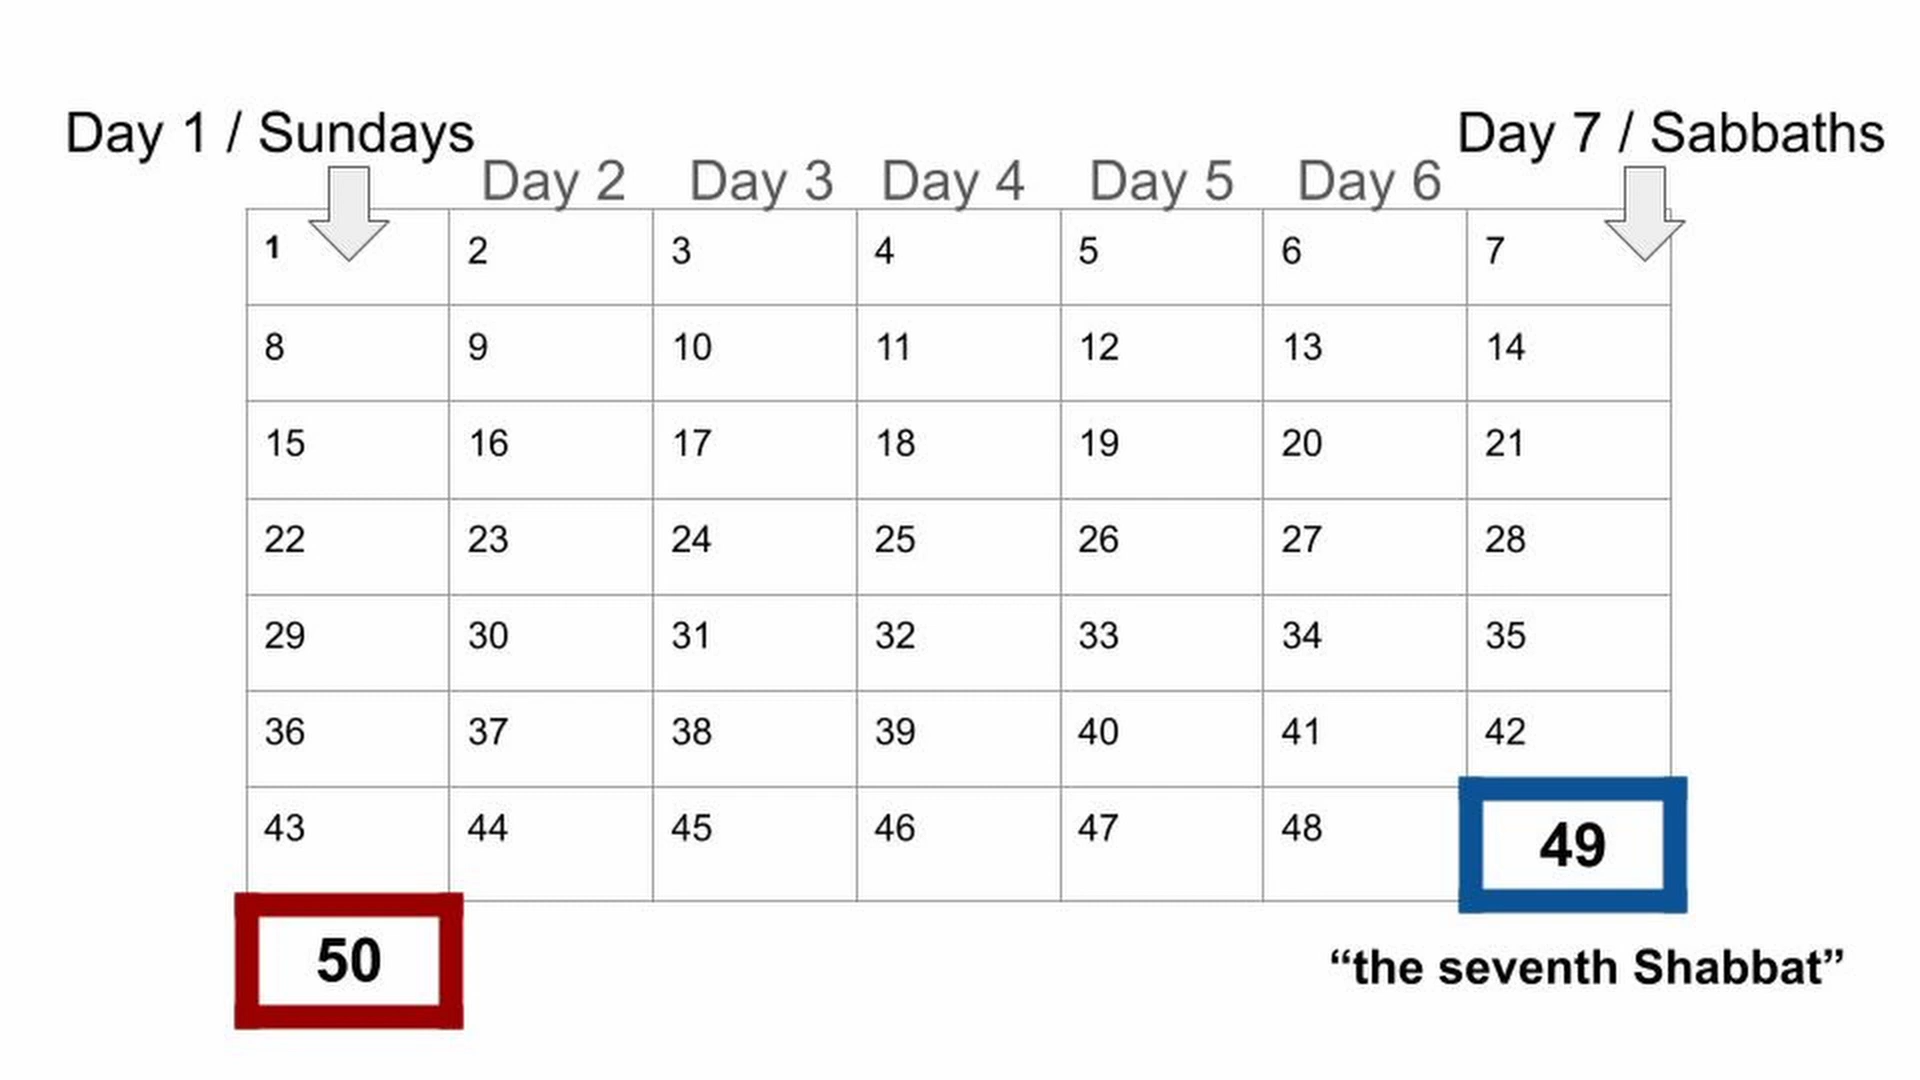 Day 1 / Sundays
Day 2 Day 3 Day 4 Day 5 Day 6
Day 7 / Sabbaths
1 2 3 4 5 6 7
8 9 10 11 12 13 14
15 16 17 18 19 20 21
22 23 24 25 26 27 28
29 30 31 32 33 34 35
36 37 38 39 40 41 42
43 44 45 46 47 48 49
50
“the seventh Shabbat”